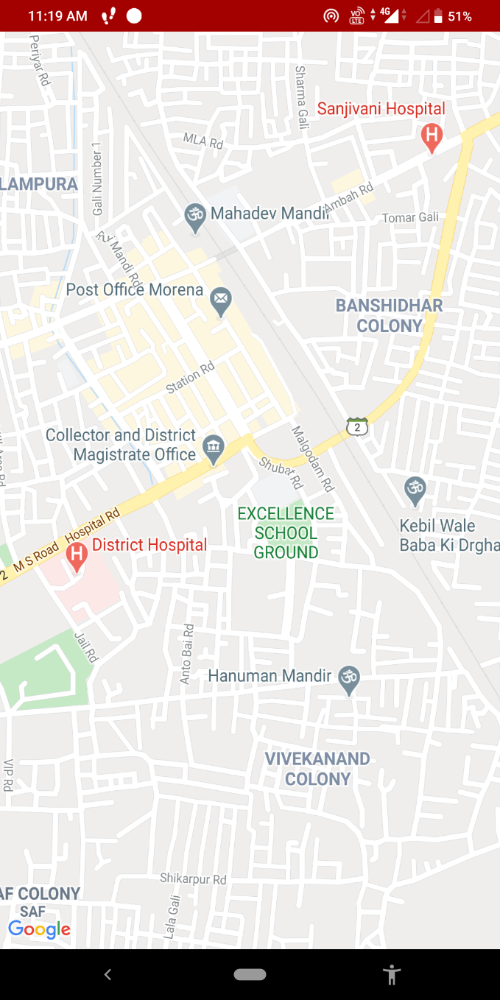 11:19 AM
VO LTE
4G
51%
Periyar Rd
Sharma Gali
Sanjivani Hospital
H
MLA Rd
Gali Number 1
LAMPURA
Mahadev Mandir
Ambah Rd
Tomar Gali
Mandi Rd
Post Office Morena
BANSHIDHAR
COLONY
Station Rd
2
Collector and District
Magistrate Office
Malgodam Rd
Shubat Rd
EXCELLENCE
SCHOOL
GROUND
Kebil Wale
Baba Ki Drgha
Hospital Rd
M S Road
2
District Hospital
H
Jail Rd
Anto Bai Rd
Hanuman Mandir
VIVEKANAND
COLONY
VIP Rd
Shikarpur Rd
AF COLONY
SAF
Lala Gali
Google